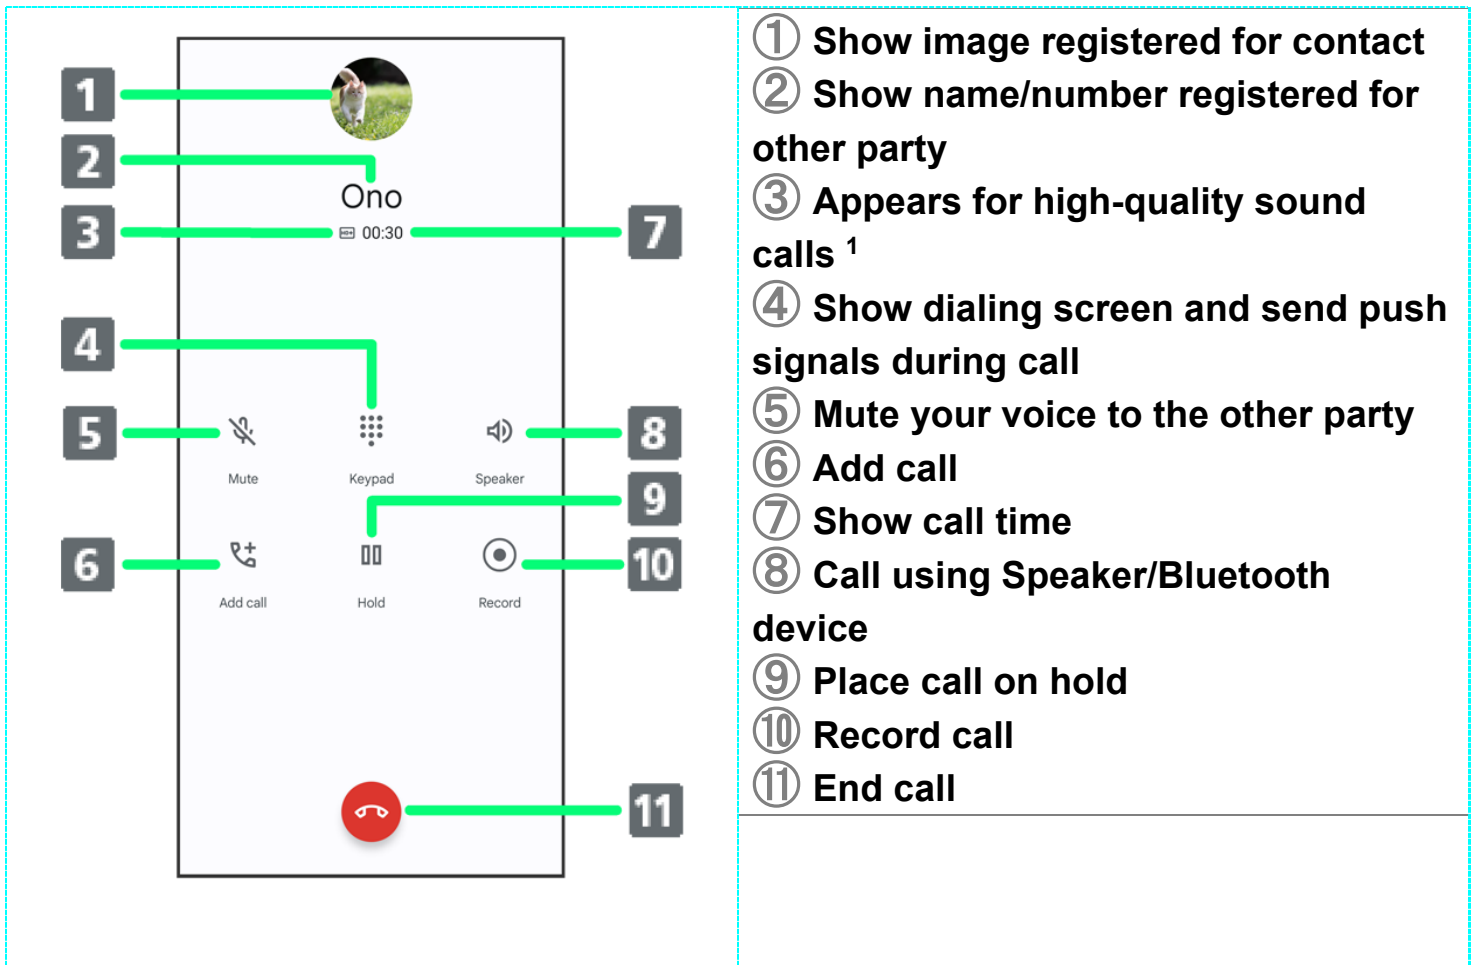 1
2
Ono
3
HD+ 00:30
7
4
5
8
Mute
Keypad
Speaker
9
6
10
Add call
Hold
Record
11
① Show image registered for contact
② Show name/number registered for
other party
③ Appears for high-quality sound
calls 1
④ Show dialing screen and send push
signals during call
⑤ Mute your voice to the other party
⑥ Add call
⑦ Show call time
⑧ Call using Speaker/Bluetooth
device
⑨ Place call on hold
⑩ Record call
⑪ End call